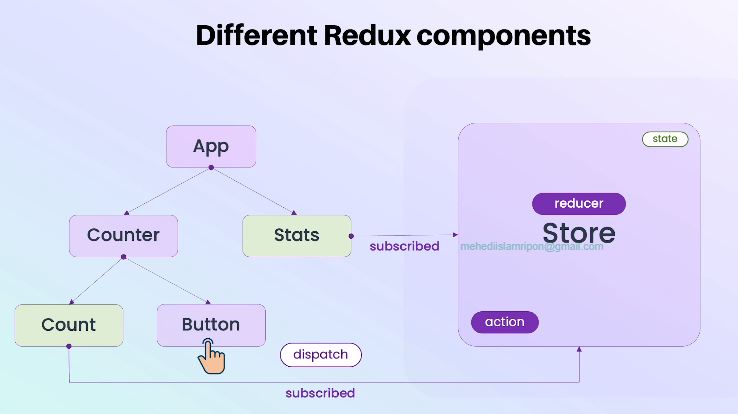 Different Redux components
App
state
reducer
Counter
Stats
subscribed
Store
mehediislamripon@gmail.com
Count
Button
action
dispatch
subscribed